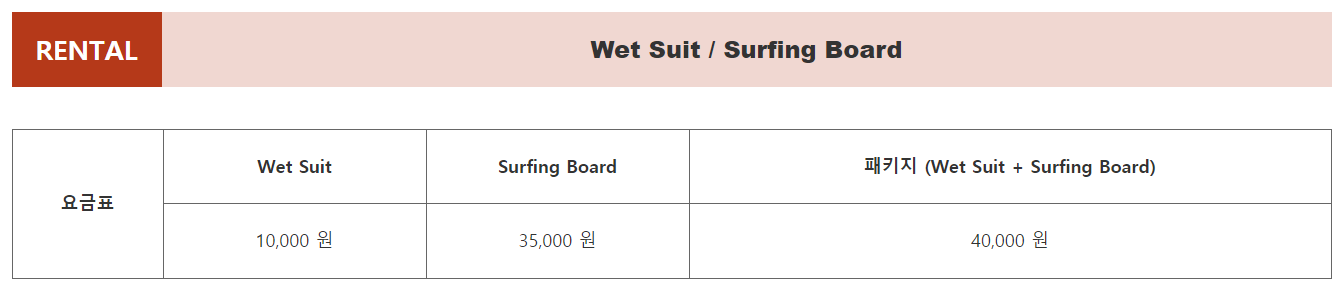 RENTAL
Wet Suit / Surfing Board
요금표
Wet Suit
Surfing Board
패키지 (Wet Suit + Surfing Board)
10,000 원
35,000 원
40,000 원